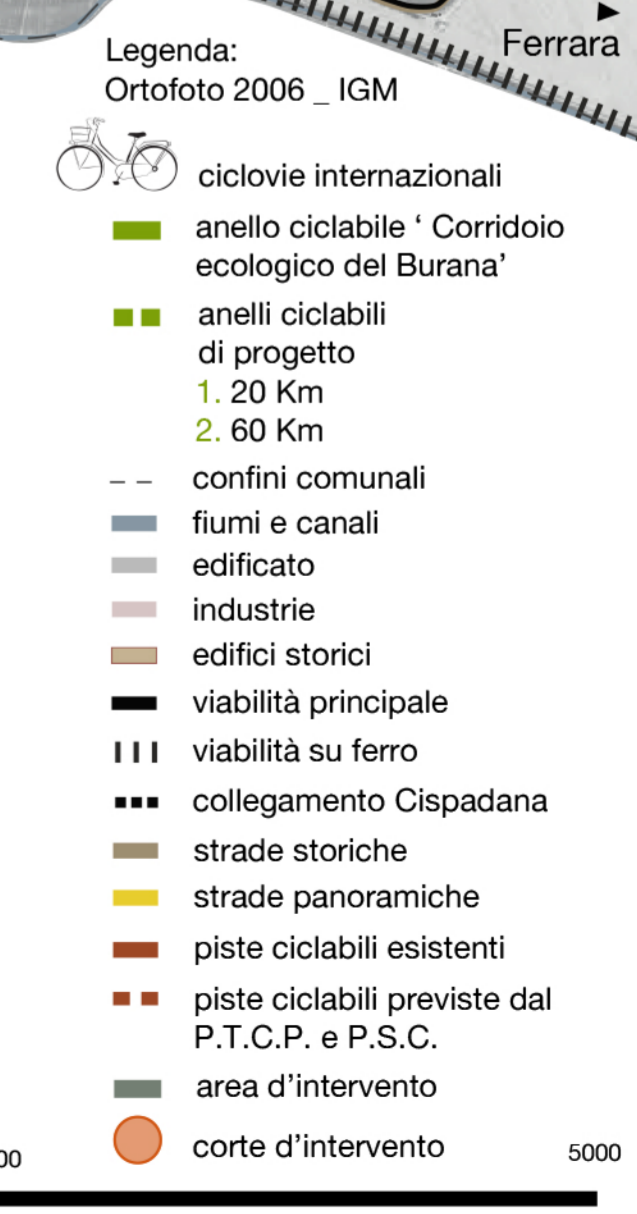 Ferrara
Legenda:
Ortofoto 2006 _ IGM
ciclovie internazionali
anello ciclabile ‘ Corridoio
ecologico del Burana’
anelli ciclabili
di progetto
1. 20 Km
2. 60 Km
confini comunali
fiumi e canali
edificato
industrie
edifici storici
viabilità principale
viabilità su ferro
collegamento Cispadana
strade storiche
strade panoramiche
piste ciclabili esistenti
piste ciclabili previste dal
P.T.C.P. e P.S.C.
area d’intervento
corte d’intervento
5000